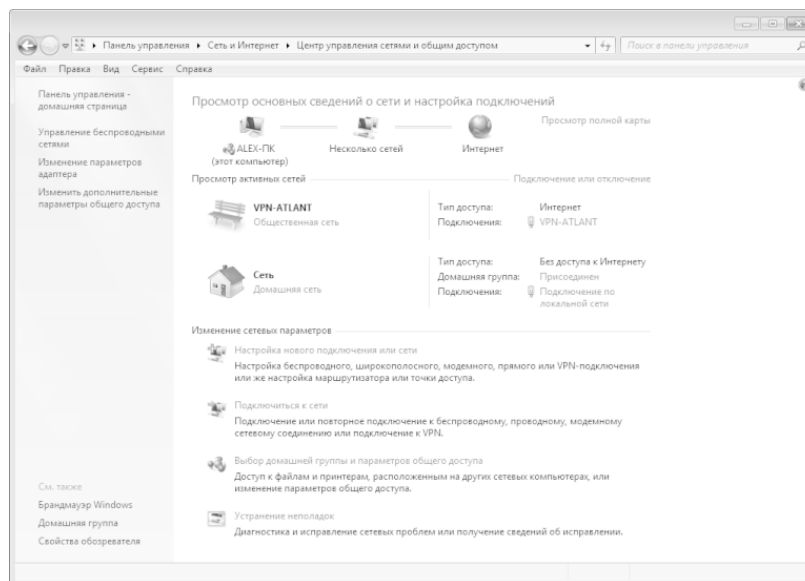 Панель управления ▸ Сеть и Интернет ▸ Центр управления сетями и общим доступом
Поиск в панели управления
Файл Правка Вид Сервис Справка
Панель управления -
домашняя страница
Управление беспроводными
сетями
Изменение параметров
адаптера
Изменить дополнительные
параметры общего доступа
См. также
Брандмауэр Windows
Домашняя группа
Свойства обозревателя
Просмотр основных сведений о сети и настройка подключений
ALEX-ПК
(этот компьютер)
Несколько сетей
Интернет
Просмотр полной карты
Просмотр активных сетей
Подключение или отключение
VPN-ATLANT
Общественная сеть
Тип доступа: Интернет
Подключения: VPN-ATLANT
Сеть
Домашняя сеть
Тип доступа: Без доступа к Интернету
Домашняя группа: Присоединен
Подключения: Подключение по
локальной сети
Изменение сетевых параметров
Настройка нового подключения или сети
Настройка беспроводного, широкополосного, модемного, прямого или VPN-подключения
или же настройка маршрутизатора или точки доступа.
Подключиться к сети
Подключение или повторное подключение к беспроводному, проводному, модемному
сетевому соединению или подключение к VPN.
Выбор домашней группы и параметров общего доступа
Доступ к файлам и принтерам, расположенным на других сетевых компьютерах, или
изменение параметров общего доступа.
Устранение неполадок
Диагностика и исправление сетевых проблем или получение сведений об исправлении.